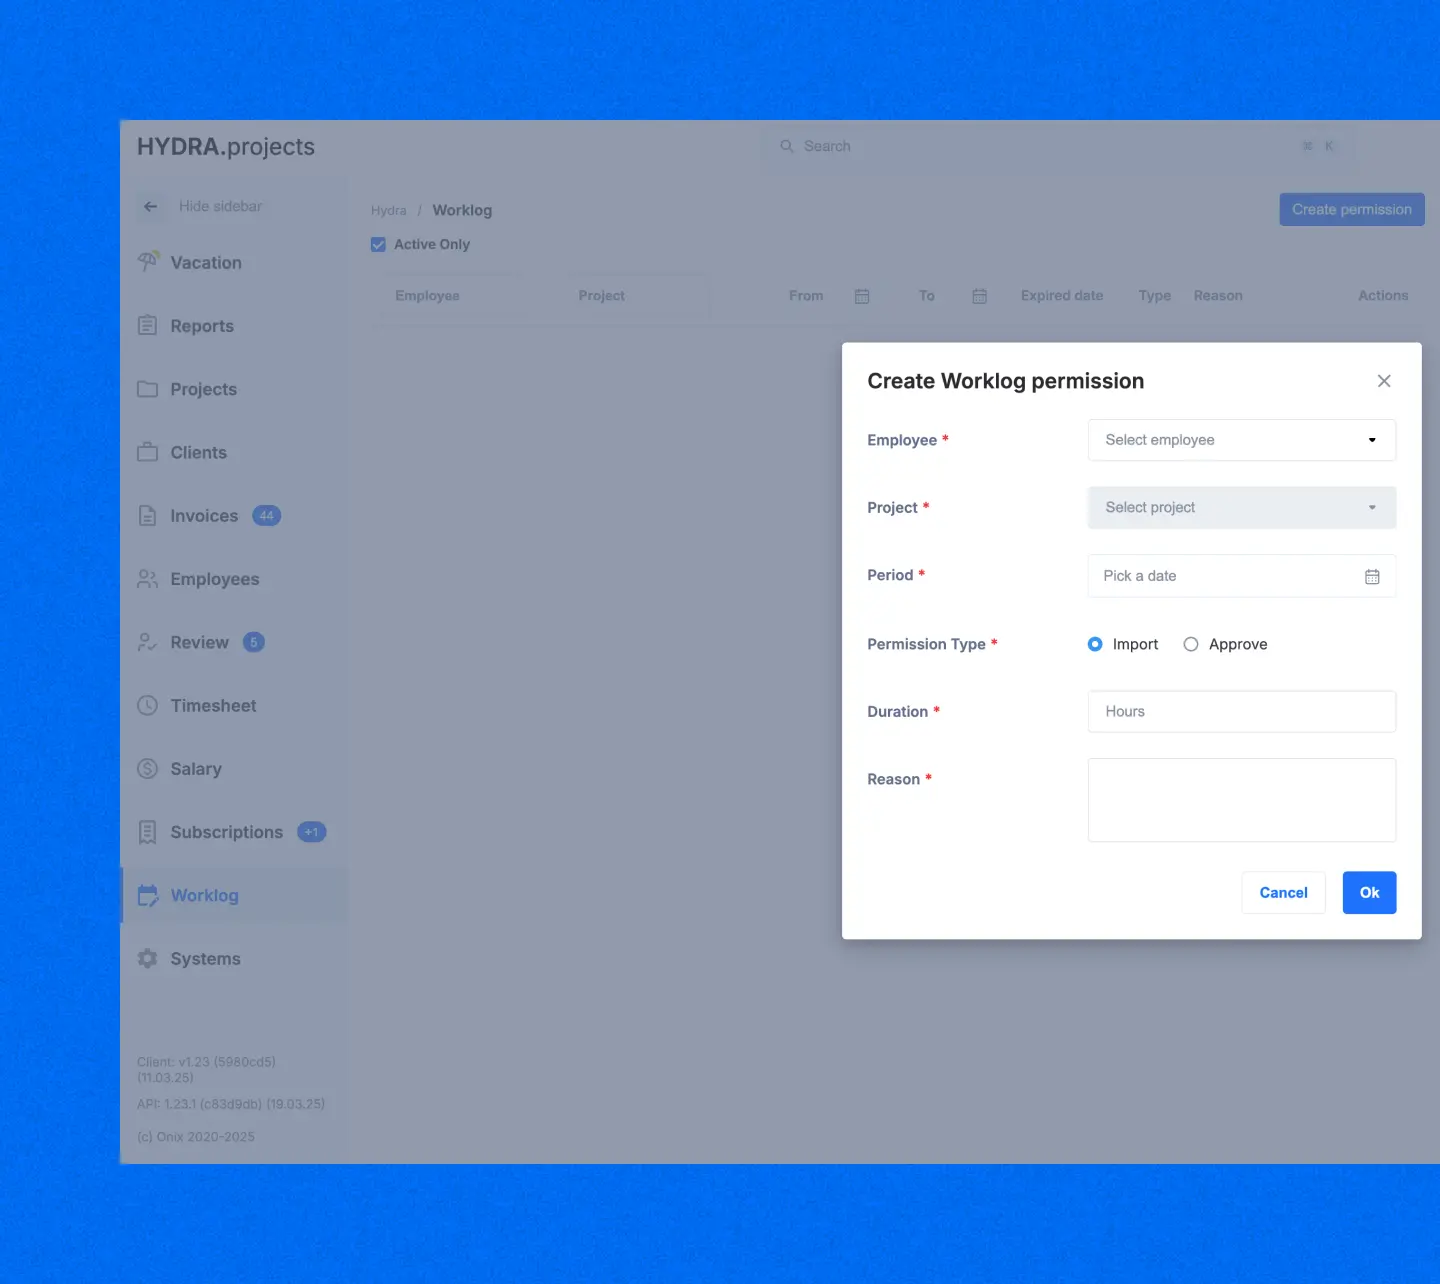 HYDRA.projects
Search
⌘ K
Hide sidebar
Hydra / Worklog
Create permission
Active Only
Employee Project From To Expired date Type Reason Actions
Vacation
Reports
Projects
Clients
Invoices 44
Employees
Review 5
Timesheet
Salary
Subscriptions +1
Worklog
Systems
Client: v1.23 (5980cd5)
(11.03.25)
API: 1.23.1 (c83d9db) (19.03.25)
(c) Onix 2020-2025
Create Worklog permission
Employee * Select employee
Project * Select project
Period * Pick a date
Permission Type * Import Approve
Duration * Hours
Reason *
Cancel Ok